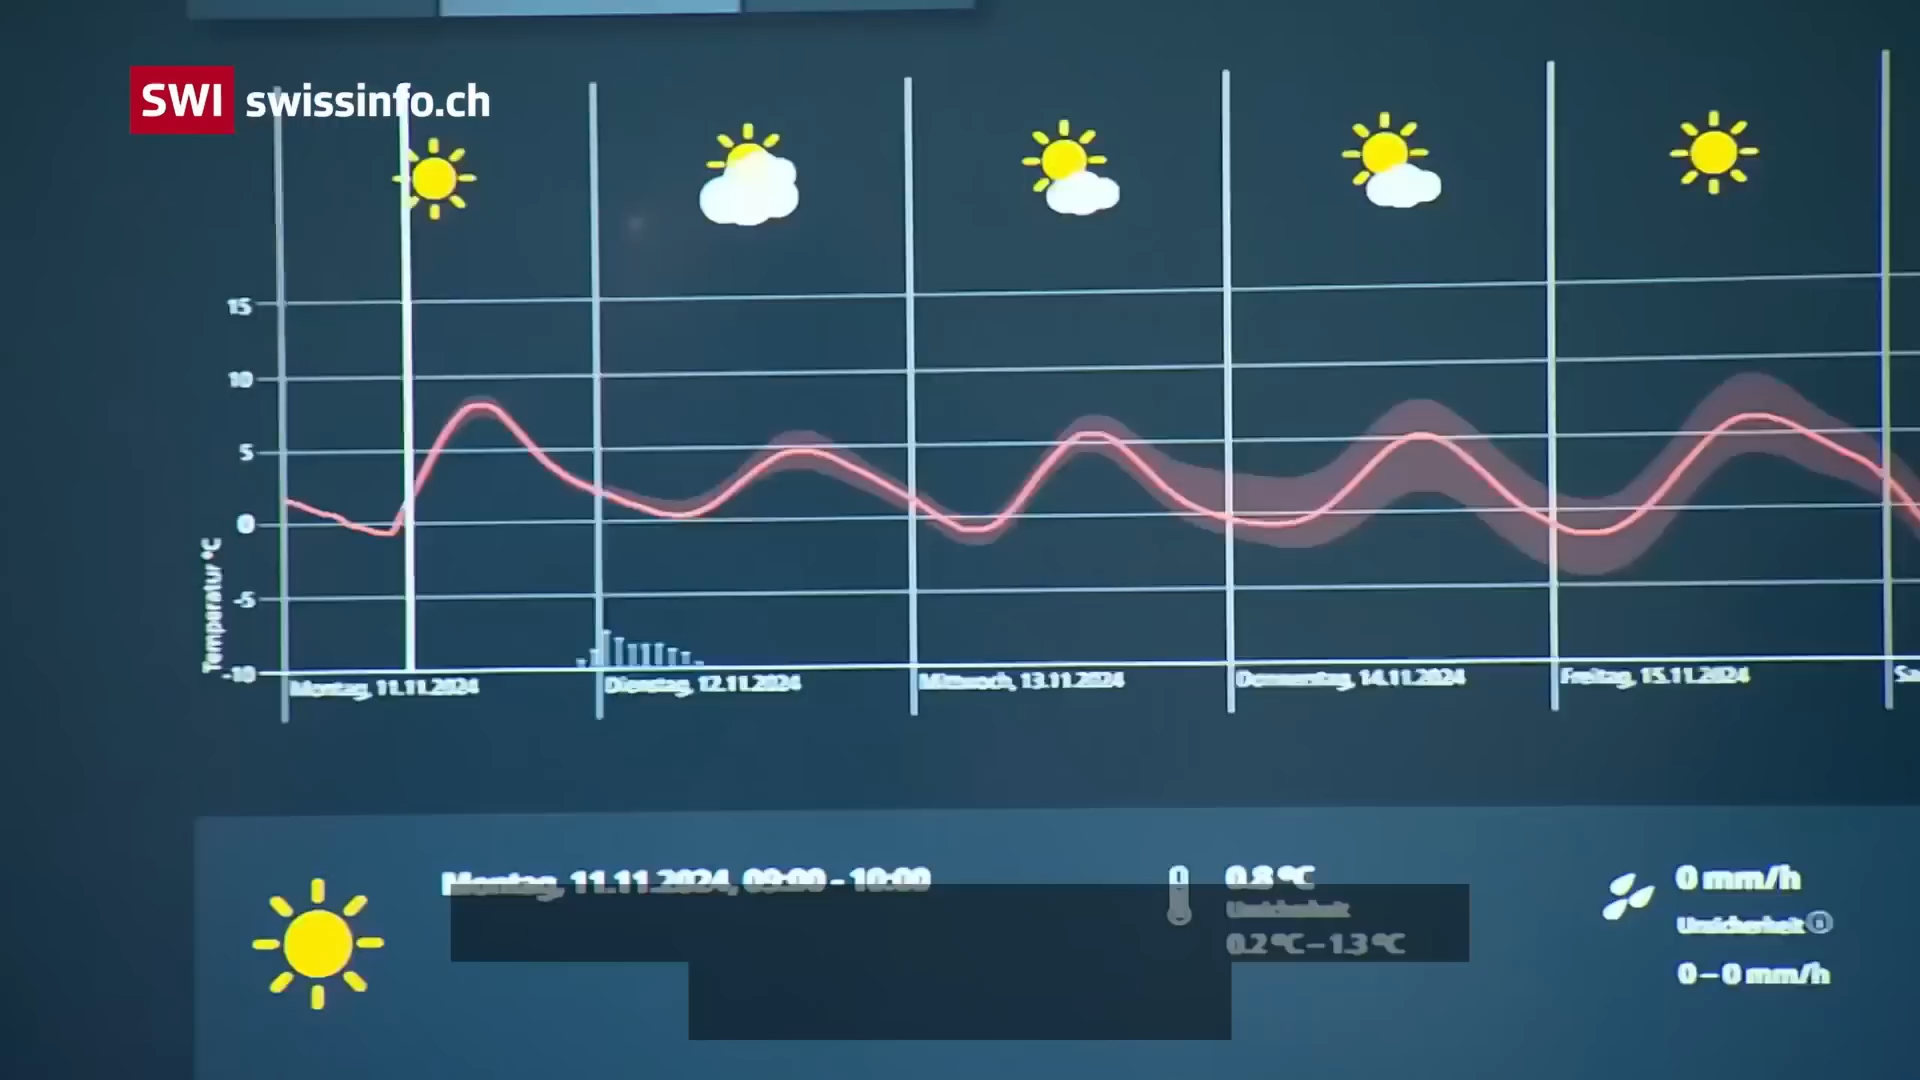 SWI swissinfo.ch
15
10
5
0
-5
-10
Temperatur °C
Montag, 11.11.2024
Dienstag, 12.11.2024
Mittwoch, 13.11.2024
Donnerstag, 14.11.2024
Freitag, 15.11.2024
Sa
Montag, 11.11.2024, 09:00 - 10:00
0.8 °C
Unsicherheit
0.2 °C – 1.3 °C
0 mm/h
Unsicherheit
0 – 0 mm/h